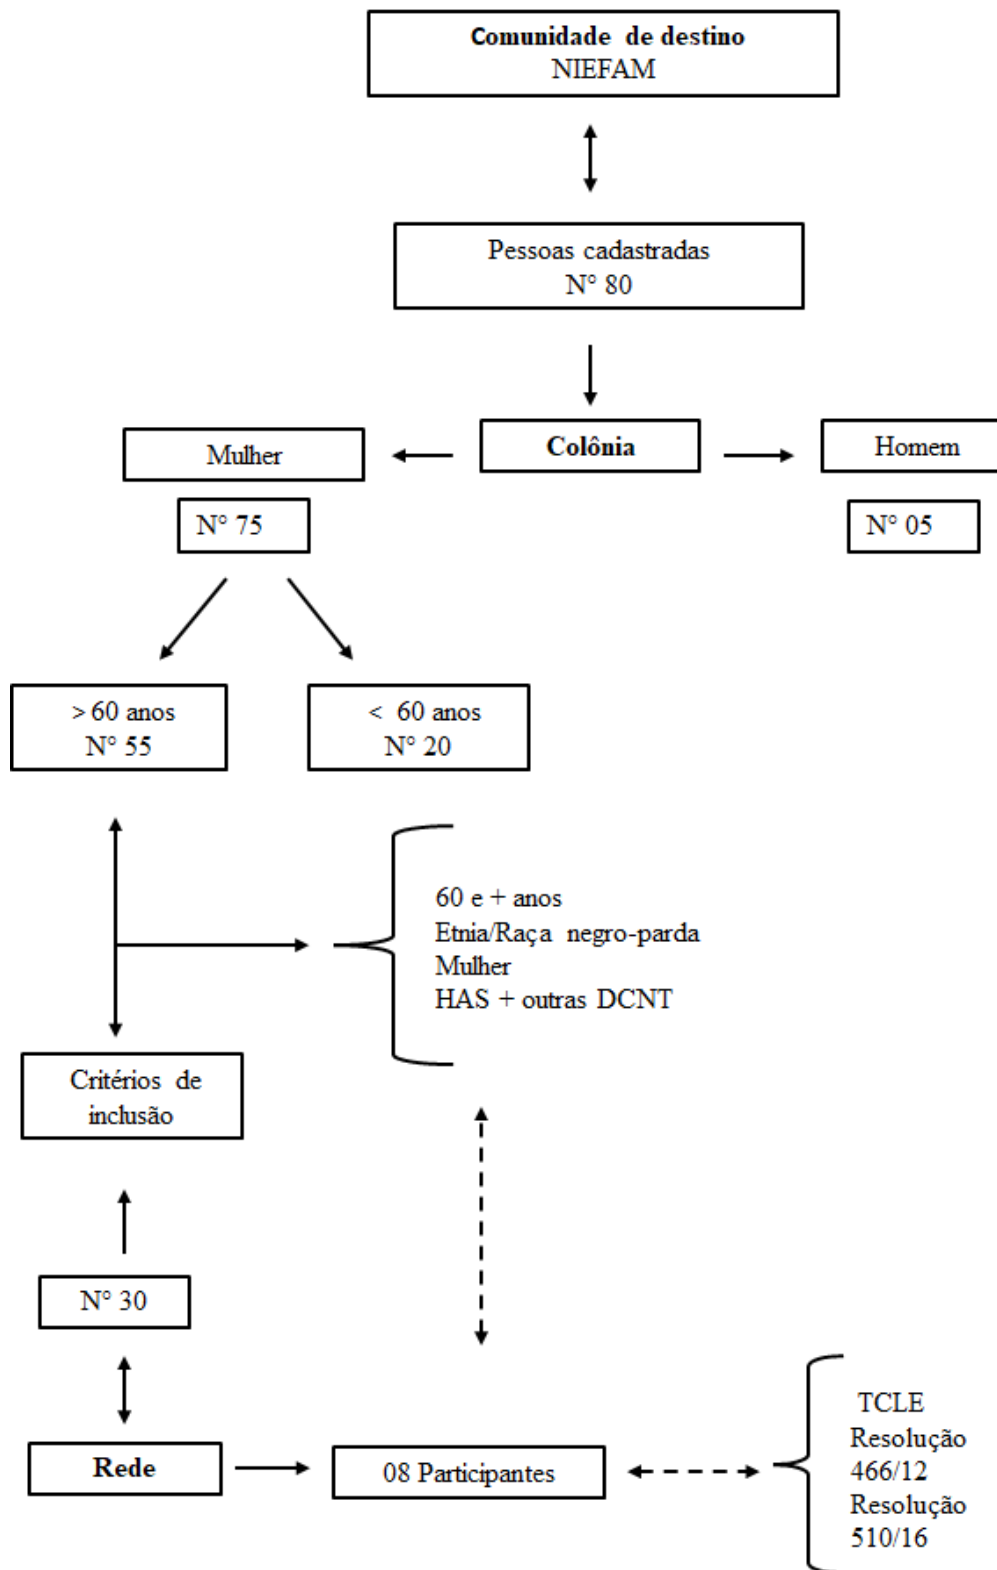 Comunidade de destino
NIEFAM
Pessoas cadastradas
N° 80
Mulher
Colônia
Homem
N° 75
N° 05
>60 anos
N° 55
< 60 anos
N° 20
60 e + anos
Etnia/Raça negro-parda
Mulher
HAS + outras DCNT
Critérios de
inclusão
N° 30
Rede
08 Participantes
TCLE
Resolução
466/12
Resolução
510/16